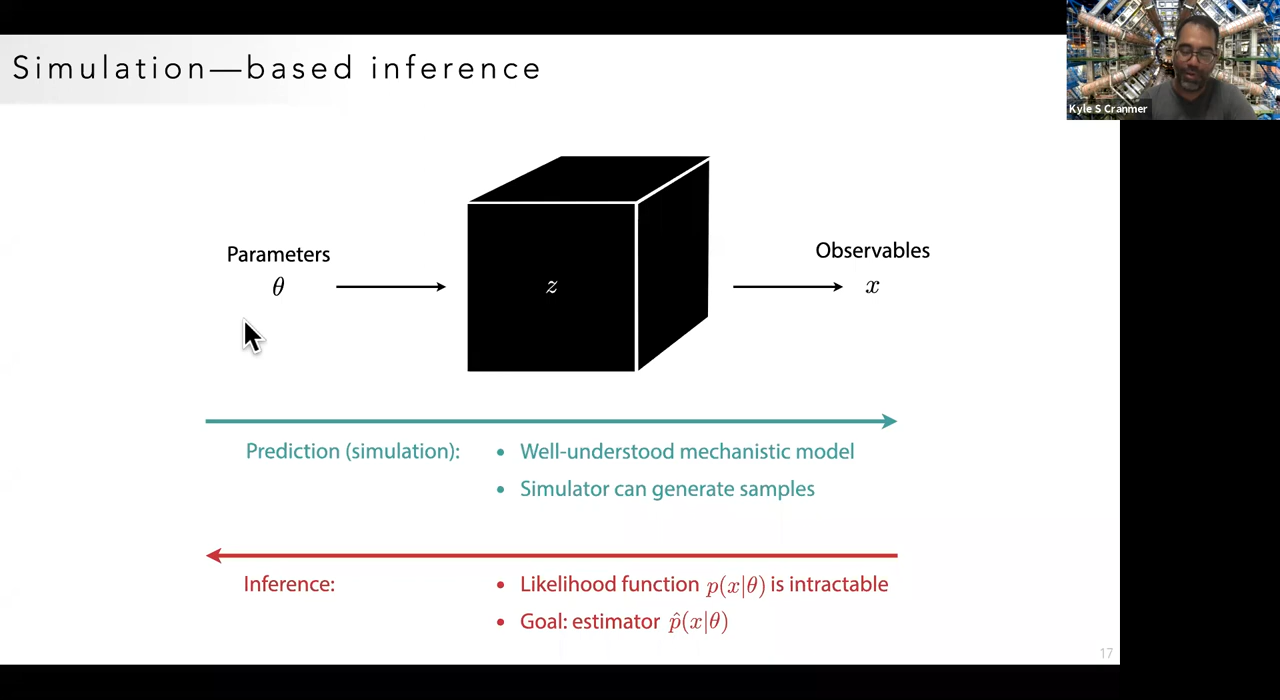 Simulation—based inference
Kyle S Cranmer
Parameters
θ
z
Observables
x
Prediction (simulation):
• Well-understood mechanistic model
• Simulator can generate samples
Inference:
• Likelihood function p(x|θ) is intractable
• Goal: estimator p̂(x|θ)
17